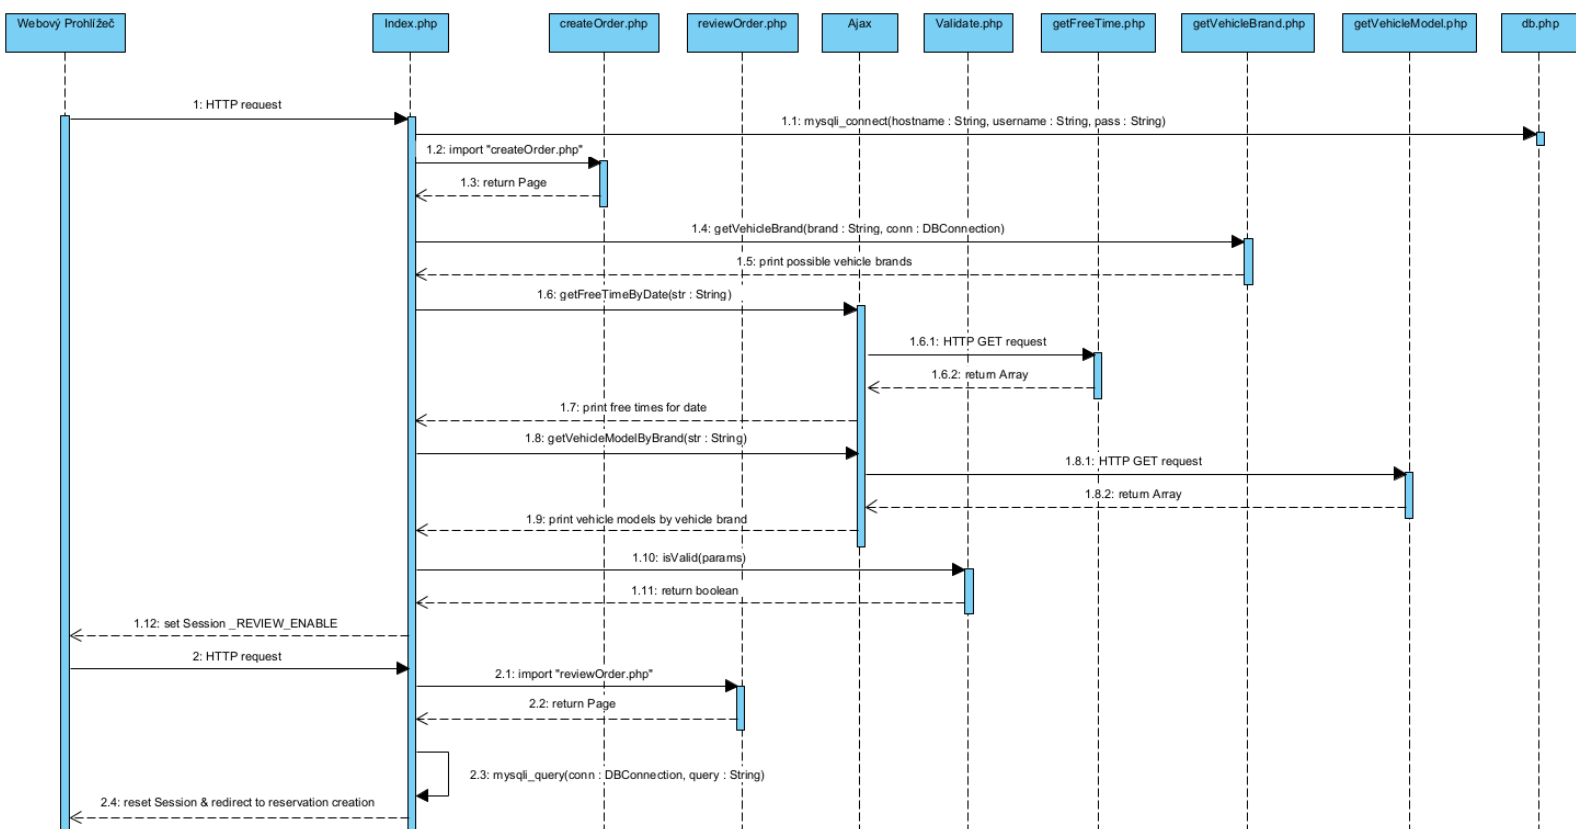 Webový Prohlížeč
Index.php
createOrder.php
reviewOrder.php
Ajax
Validate.php
getFreeTime.php
getVehicleBrand.php
getVehicleModel.php
db.php
1: HTTP request
1.1: mysqli_connect(hostname : String, username : String, pass : String)
1.2: import "createOrder.php"
1.3: return Page
1.4: getVehicleBrand(brand : String, conn : DBConnection)
1.5: print possible vehicle brands
1.6: getFreeTimeByDate(str : String)
1.6.1: HTTP GET request
1.6.2: return Array
1.7: print free times for date
1.8: getVehicleModelByBrand(str : String)
1.8.1: HTTP GET request
1.8.2: return Array
1.9: print vehicle models by vehicle brand
1.10: isValid(params)
1.11: return boolean
1.12: set Session _REVIEW_ENABLE
2: HTTP request
2.1: import "reviewOrder.php"
2.2: return Page
2.3: mysqli_query(conn : DBConnection, query : String)
2.4: reset Session & redirect to reservation creation